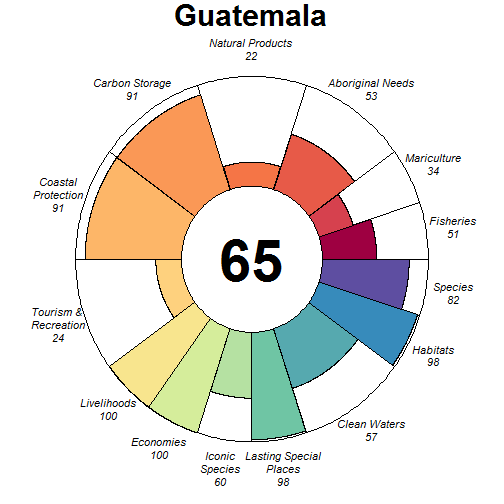 Guatemala
Natural Products
22
Carbon Storage
91
Aboriginal Needs
53
Mariculture
34
Coastal
Protection
91
Fisheries
51
65
Species
82
Tourism &
Recreation
24
Habitats
98
Livelihoods
100
Clean Waters
57
Economies
100
Iconic
Species
60
Lasting Special
Places
98